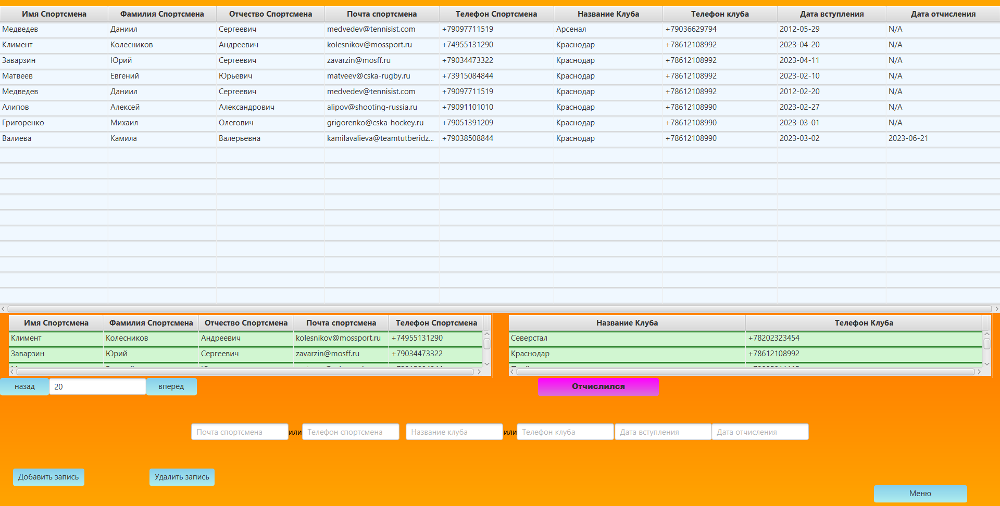 Имя Спортсмена Фамилия Спортсмена Отчество Спортсмена Почта спортсмена Телефон Спортсмена Название Клуба Телефон клуба Дата вступления Дата отчисления
Медведев Даниил Сергеевич medvedev@tennisist.com +79097711519 Арсенал +79036629794 2012-05-29 N/A
Климент Колесников Андреевич kolesnikov@mossport.ru +74955131290 Краснодар +78612108992 2023-04-20 N/A
Заварзин Юрий Сергеевич zavarzin@mosff.ru +79034473322 Краснодар +78612108992 2023-04-11 N/A
Матвеев Евгений Юрьевич matveev@cska-rugby.ru +73915084844 Краснодар +78612108992 2023-02-10 N/A
Медведев Даниил Сергеевич medvedev@tennisist.com +79097711519 Краснодар +78612108992 2012-02-20 N/A
Алипов Алексей Александрович alipov@shooting-russia.ru +79091101010 Краснодар +78612108990 2023-02-27 N/A
Григоренко Михаил Олегович grigorenko@cska-hockey.ru +79051391209 Краснодар +78612108990 2023-03-01 N/A
Валиева Камила Валерьевна kamilavalieva@teamtutberidz... +79038508844 Краснодар +78612108990 2023-03-02 2023-06-21
Имя Спортсмена Фамилия Спортсмена Отчество Спортсмена Почта спортсмена Телефон Спортсмена Название Клуба Телефон Клуба
Климент Колесников Андреевич kolesnikov@mossport.ru +74955131290 Северстал +78202323454
Заварзин Юрий Сергеевич zavarzin@mosff.ru +79034473322 Краснодар +78612108992
назад 20 вперёд Отчислился
Почта спортсмена или Телефон спортсмена Название клуба или Телефон клуба Дата вступления Дата отчисления
Добавить запись Удалить запись
Меню